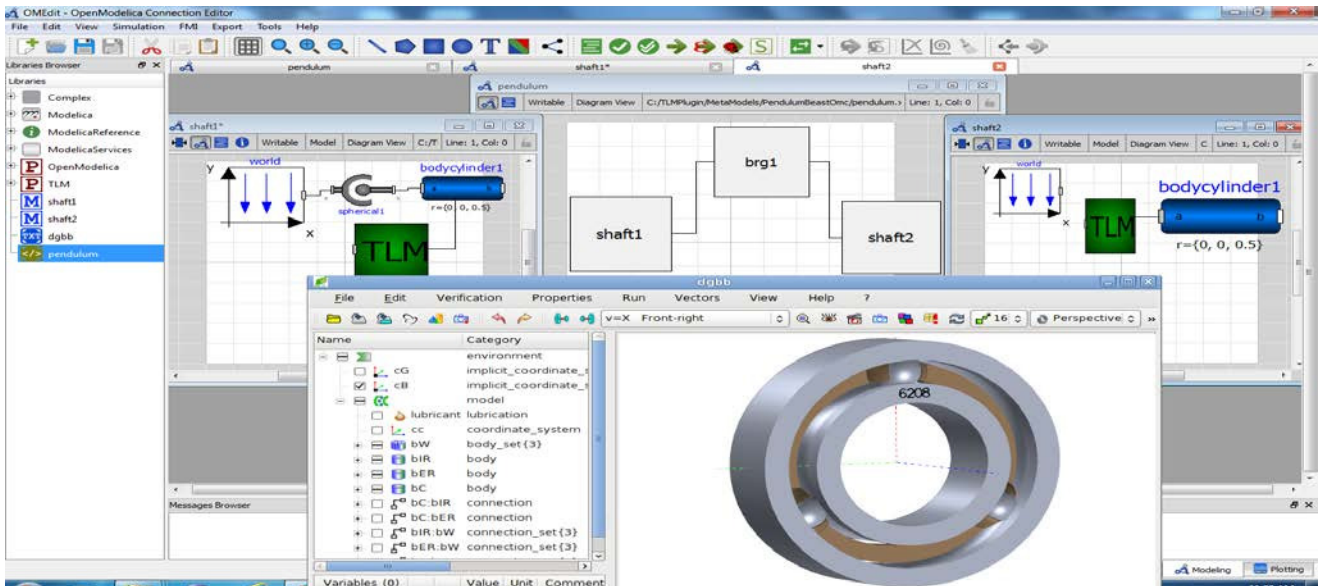 OMEdit - OpenModelica Connection Editor
File Edit View Simulation FMI Export Tools Help
Libraries Browser
pendulum
shaft1*
shaft2
Libraries
Complex
Modelica
ModelicaReference
ModelicaServices
OpenModelica
TLM
shaft1
shaft2
dgbb
pendulum
pendulum
Writable Diagram View C:/TLMPlugin/MetaModels/PendulumBeastOmc/pendulum.> Line: 1, Col: 0
shaft1*
Writable Model Diagram View C:/T Line: 1, Col: 0
y
world
x
spherical1
bodycylinder1
a
r={0, 0, 0.5}
TLM
brg1
shaft1
shaft2
shaft2
Writable Model Diagram View C Line: 1, Col: 0
y
world
x
TLM
bodycylinder1
a b
r={0, 0, 0.5}
dgbb
File Edit Verification Properties Run Vectors View Help ?
v=X Front-right
16
Perspective
Name Category
environment
cG implicit_coordinate_s
cB implicit_coordinate_s
model
lubricant lubrication
cc coordinate_system
bW body_set{3}
bIR body
bER body
bC body
bC:bIR connection
bC:bER connection
bIR:bW connection_set{3}
bER:bW connection_set{3}
Variables (0) Value Unit Comment
6208
Messages Browser
Modeling Plotting